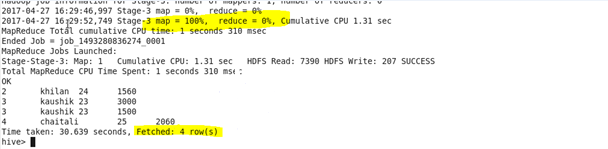 Hadoop job information for Stage-3: number of mappers: 1; number of reducers: 0
2017-04-27 16:29:46,997 Stage-3 map = 0%,  reduce = 0%
2017-04-27 16:29:52,749 Stage-3 map = 100%,  reduce = 0%, Cumulative CPU 1.31 sec
MapReduce Total cumulative CPU time: 1 seconds 310 msec
Ended Job = job_1493280836274_0001
MapReduce Jobs Launched:
Stage-Stage-3: Map: 1   Cumulative CPU: 1.31 sec   HDFS Read: 7390 HDFS Write: 207 SUCCESS
Total MapReduce CPU Time Spent: 1 seconds 310 msec
OK
2	khilan	24	1560
3	kaushik	23	3000
3	kaushik	23	1500
4	chaitali	25	2060
Time taken: 30.639 seconds, Fetched: 4 row(s)
hive>